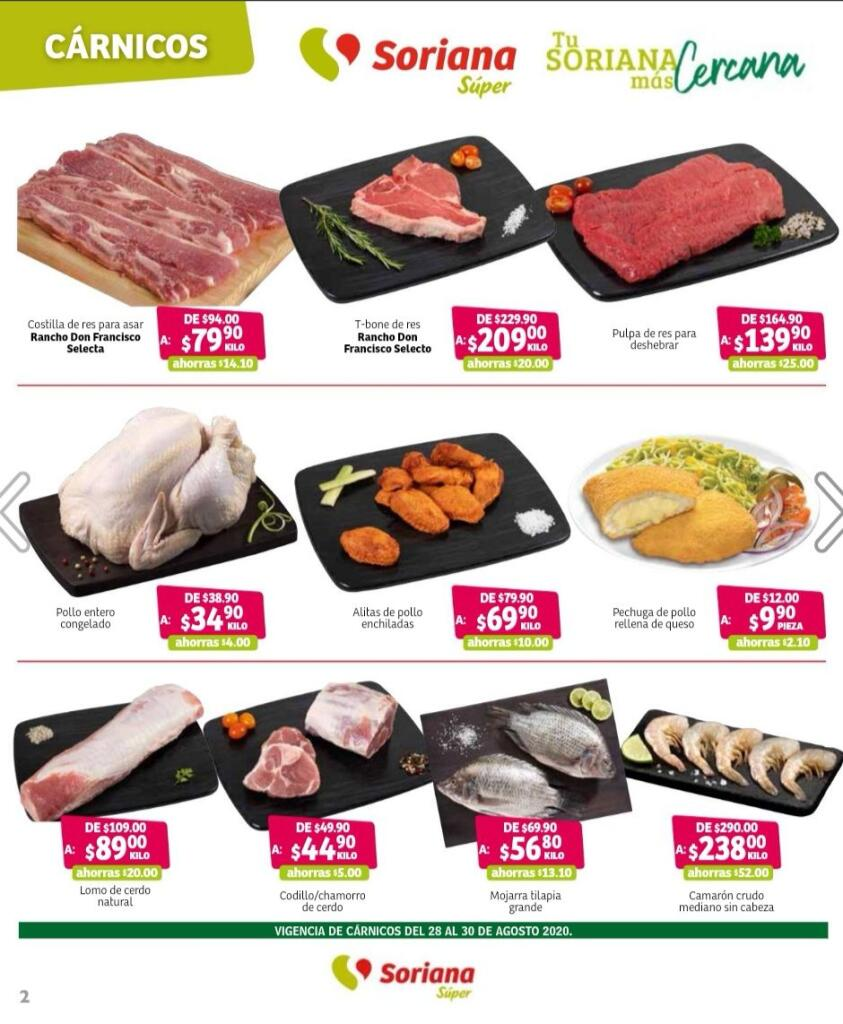 CÁRNICOS
Soriana
Súper
Tu
SORIANA
más Cercana
Costilla de res para asar
Rancho Don Francisco
Selecta
DE $94.00
A: $79.90 KILO
ahorras $14.10
T-bone de res
Rancho Don
Francisco Selecto
DE $229.90
A: $209.00 KILO
ahorras $20.00
Pulpa de res para
deshebrar
DE $164.90
A: $139.90 KILO
ahorras $25.00
Pollo entero
congelado
DE $38.90
A: $34.90 KILO
ahorras $4.00
Alitas de pollo
enchiladas
DE $79.90
A: $69.90 KILO
ahorras $10.00
Pechuga de pollo
rellena de queso
DE $12.00
A: $9.90 PIEZA
ahorras $2.10
DE $109.00
A: $89.00 KILO
ahorras $20.00
Lomo de cerdo
natural
DE $49.90
A: $44.90 KILO
ahorras $5.00
Codillo/chamorro
de cerdo
DE $69.90
A: $56.80 KILO
ahorras $13.10
Mojarra tilapia
grande
DE $290.00
A: $238.00 KILO
ahorras $52.00
Camarón crudo
mediano sin cabeza
VIGENCIA DE CÁRNICOS DEL 28 AL 30 DE AGOSTO 2020.
Soriana
Súper
2